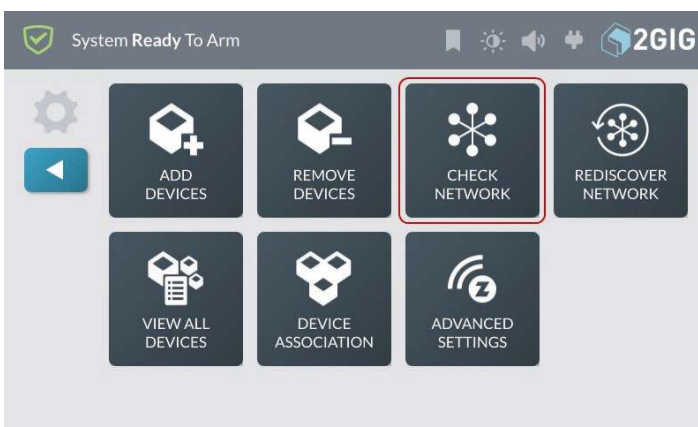 System Ready To Arm
2GIG
ADD
DEVICES
REMOVE
DEVICES
CHECK
NETWORK
REDISCOVER
NETWORK
VIEW ALL
DEVICES
DEVICE
ASSOCIATION
ADVANCED
SETTINGS